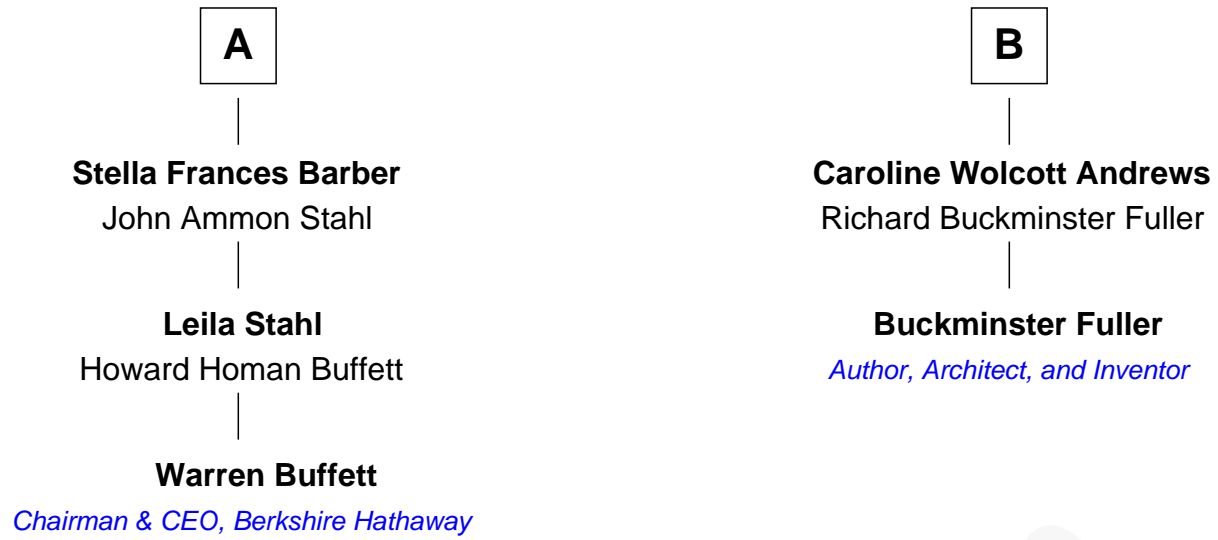 A
Stella Frances Barber
John Ammon Stahl
Leila Stahl
Howard Homan Buffett
Warren Buffett
Chairman & CEO, Berkshire Hathaway
B
Caroline Wolcott Andrews
Richard Buckminster Fuller
Buckminster Fuller
Author, Architect, and Inventor